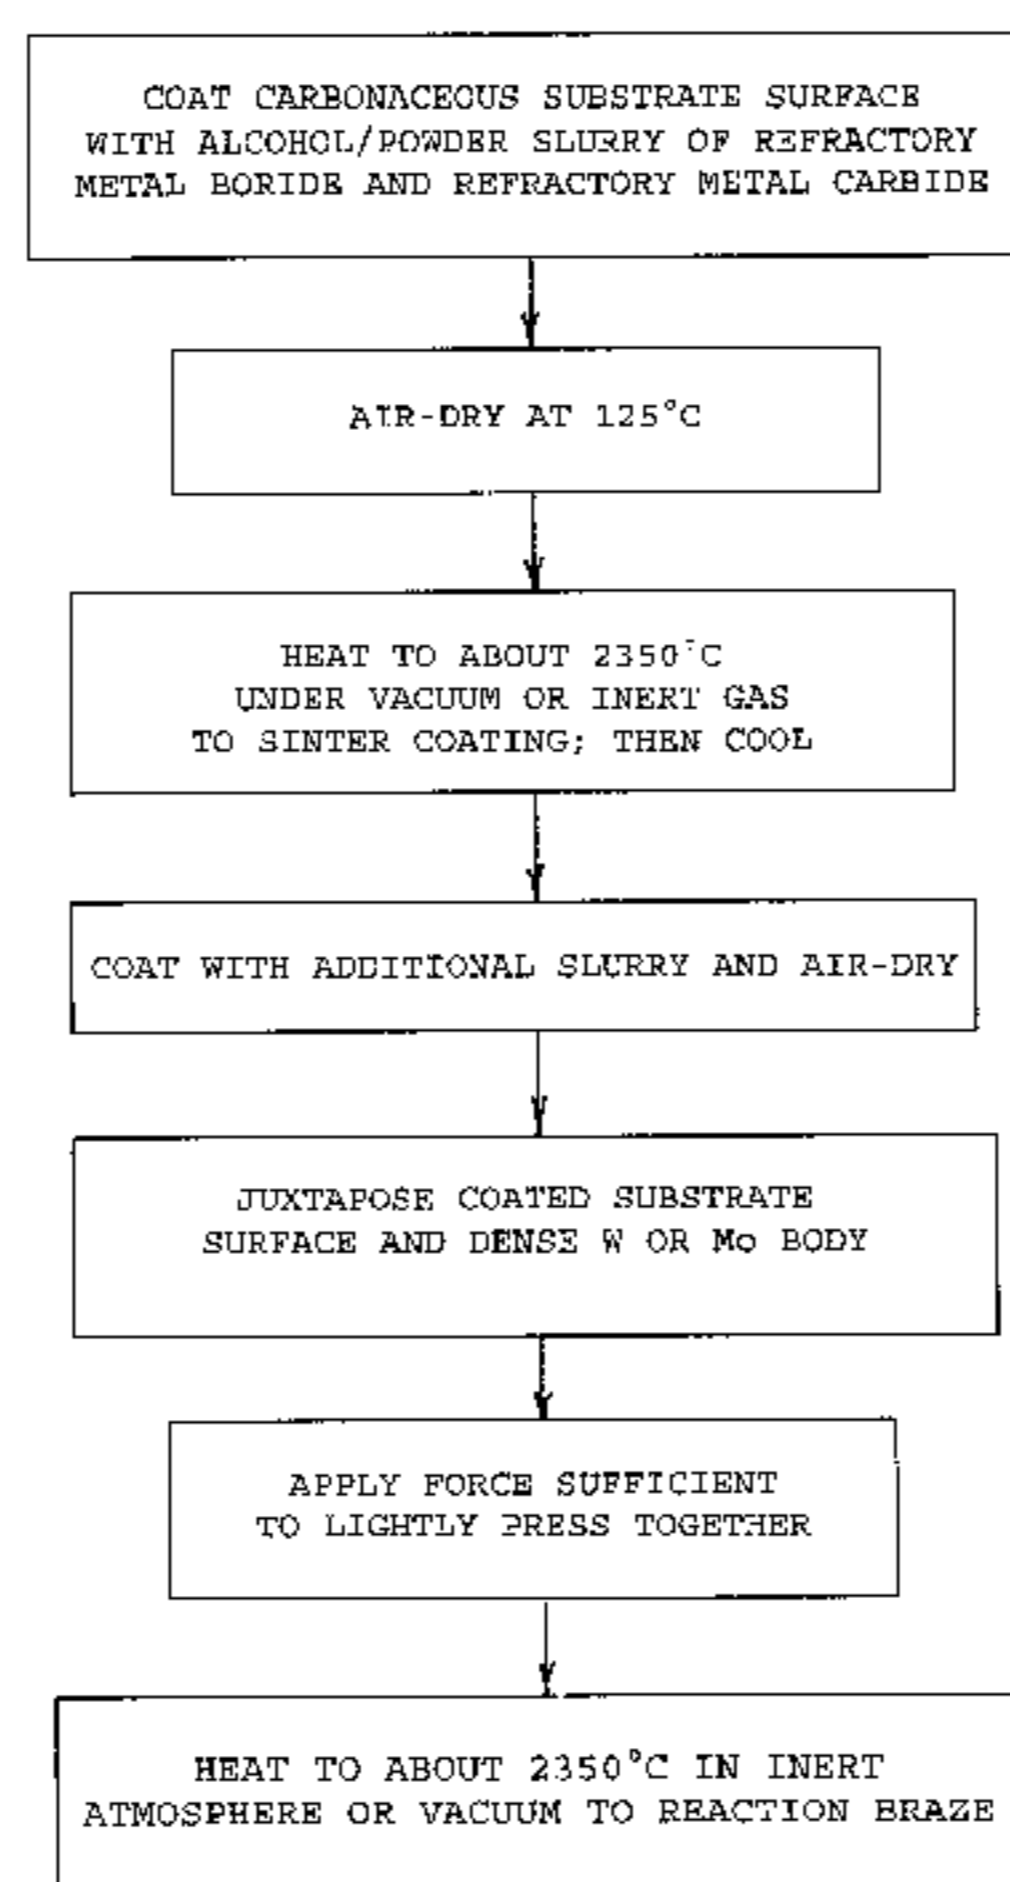 COAT CARBONACEOUS SUBSTRATE SURFACE
WITH ALCOHOL/POWDER SLURRY OF REFRACTORY
METAL BORIDE AND REFRACTORY METAL CARBIDE
AIR-DRY AT 125°C
HEAT TO ABOUT 2350°C
UNDER VACUUM OR INERT GAS
TO SINTER COATING; THEN COOL
COAT WITH ADDITIONAL SLURRY AND AIR-DRY
JUXTAPOSE COATED SUBSTRATE
SURFACE AND DENSE W OR Mo BODY
APPLY FORCE SUFFICIENT
TO LIGHTLY PRESS TOGETHER
HEAT TO ABOUT 2350°C IN INERT
ATMOSPHERE OR VACUUM TO REACTION BRAZE